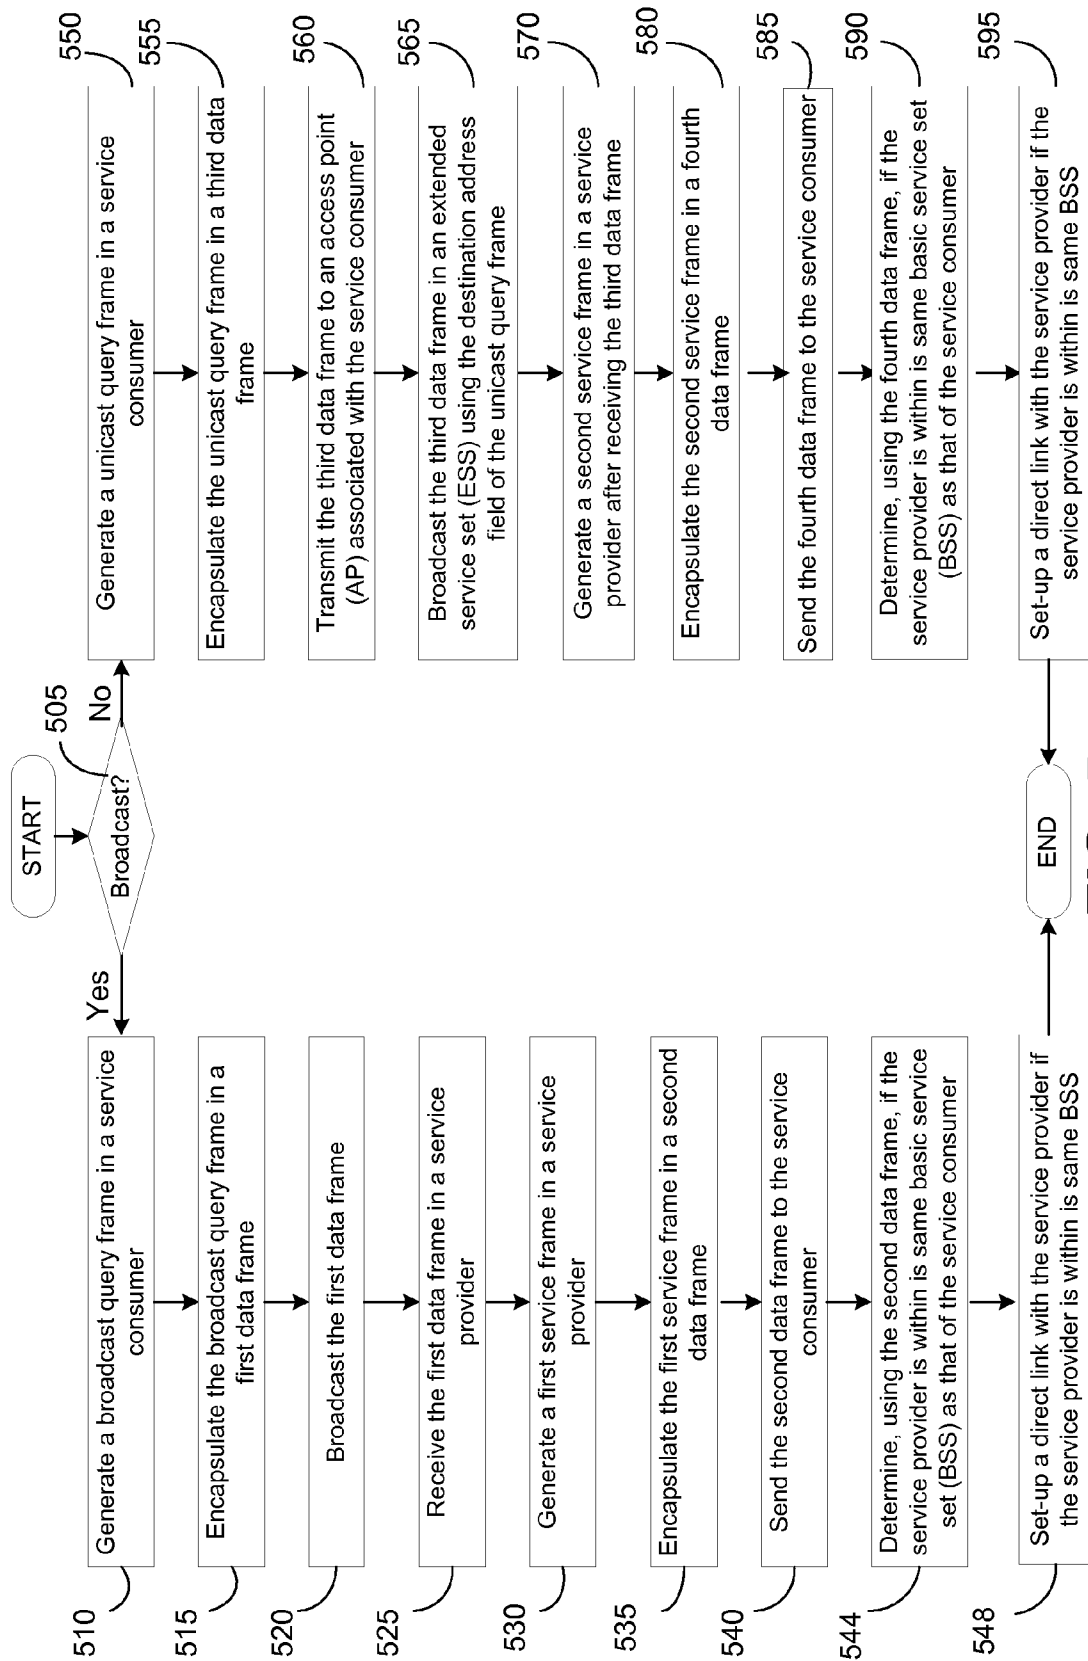 START
Broadcast?
505
Yes
No
510
Generate a broadcast query frame in a service
consumer
515
Encapsulate the broadcast query frame in a
first data frame
520
Broadcast the first data frame
525
Receive the first data frame in a service
provider
530
Generate a first service frame in a service
provider
535
Encapsulate the first service frame in a second
data frame
540
Send the second data frame to the service
consumer
544
Determine, using the second data frame, if the
service provider is within is same basic service
set (BSS) as that of the service consumer
548
Set-up a direct link with the service provider if
the service provider is within is same BSS
550
Generate a unicast query frame in a service
consumer
555
Encapsulate the unicast query frame in a third data
frame
560
Transmit the third data frame to an access point
(AP) associated with the service consumer
565
Broadcast the third data frame in an extended
service set (ESS) using the destination address
field of the unicast query frame
570
Generate a second service frame in a service
provider after receiving the third data frame
580
Encapsulate the second service frame in a fourth
data frame
585
Send the fourth data frame to the service consumer
590
Determine, using the fourth data frame, if the
service provider is within is same basic service set
(BSS) as that of the service consumer
595
Set-up a direct link with the service provider if the
service provider is within is same BSS
END